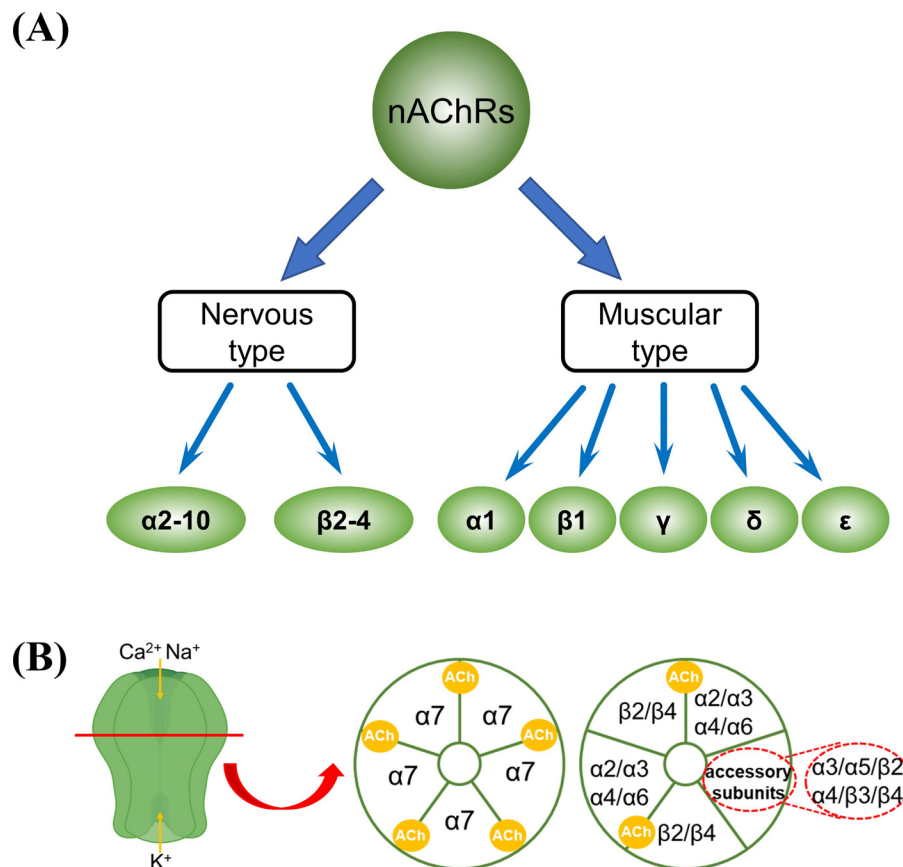 (A)
nAChRs
Nervous
type
Muscular
type
α2-10
β2-4
α1
β1
γ
δ
ε
(B)
Ca²⁺ Na⁺
K⁺
ACh
ACh
ACh
ACh
ACh
α7
α7
α7
α7
α7
ACh
ACh
β2/β4
α2/α3
α4/α6
α2/α3
α4/α6
β2/β4
accessory
subunits
α3/α5/β2
α4/β3/β4